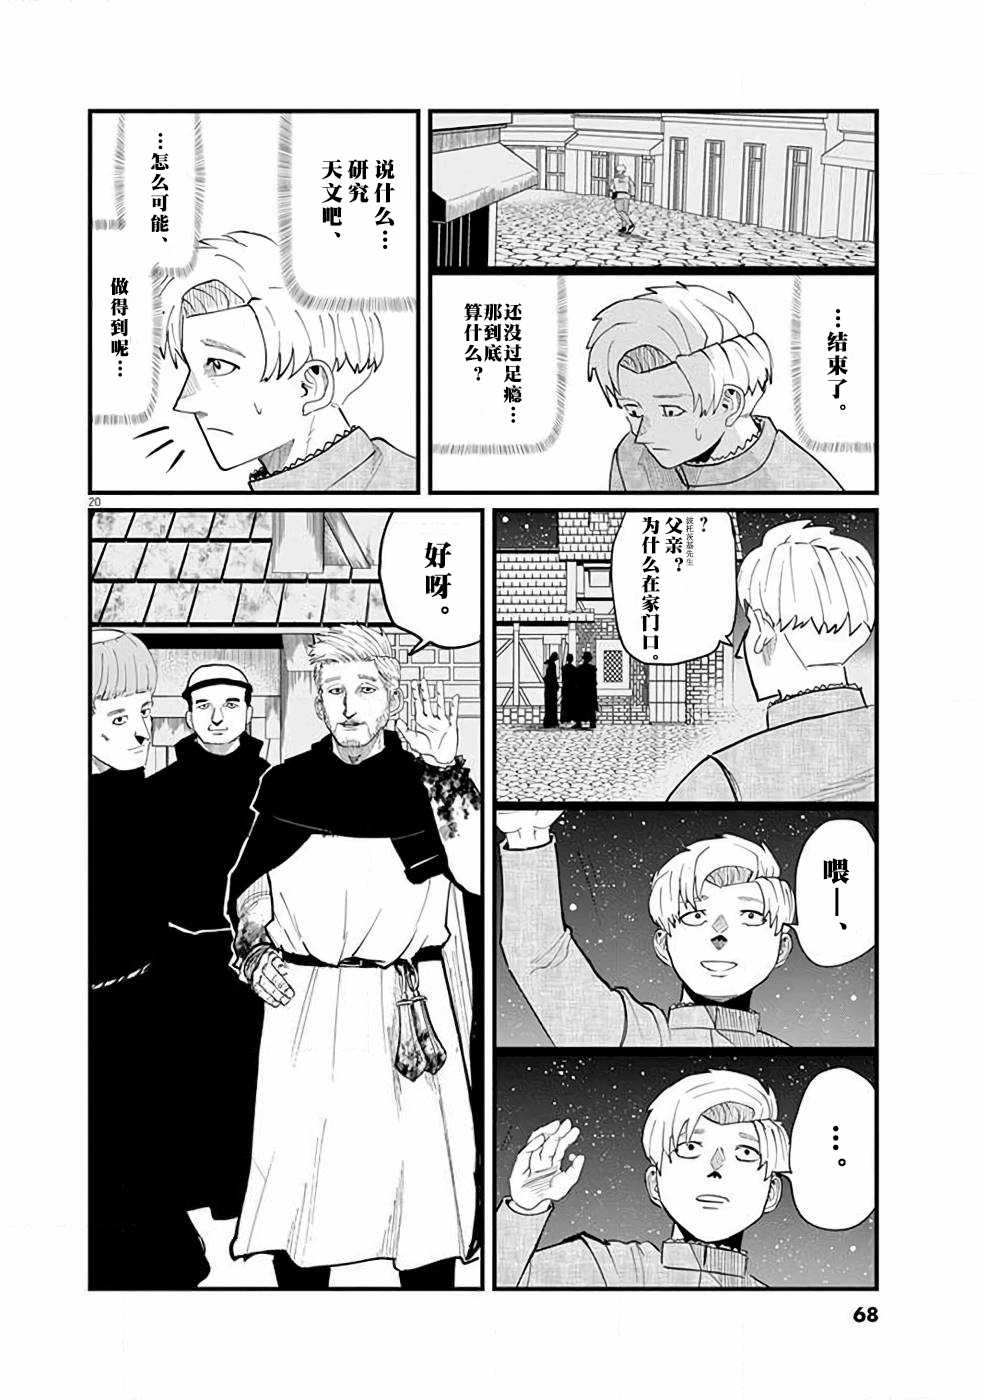 …结束了。
还没过足瘾…
那到底
算什么？
说什么…
研究
天文吧、
…怎么可能、
做得到呢…
20
？
彼托茨基先生
父亲？
为什么在家门口。
喂—、
…。
好呀。
68